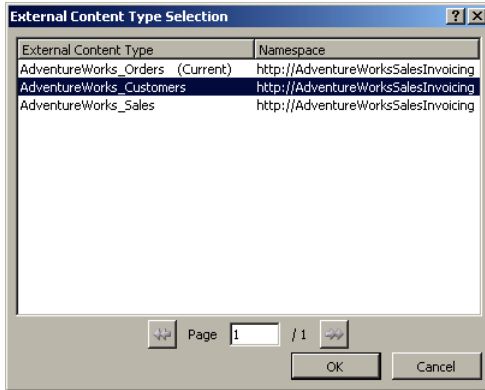 External Content Type Selection
External Content Type Namespace
AdventureWorks_Orders (Current) http://AdventureWorksSalesInvoicing
AdventureWorks_Customers http://AdventureWorksSalesInvoicing
AdventureWorks_Sales http://AdventureWorksSalesInvoicing
Page 1 / 1
OK Cancel